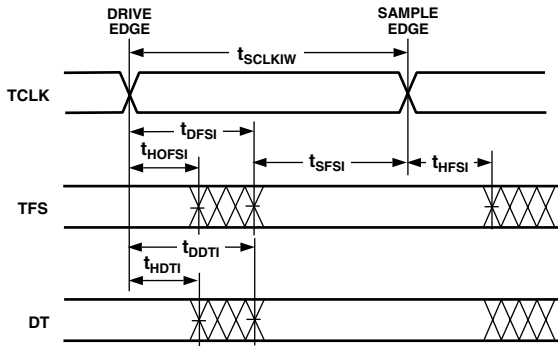 DRIVE
EDGE
SAMPLE
EDGE
tSCLKIW
TCLK
tDFSI
tHOFSI
tSFSI
tHFSI
TFS
tDDTI
tHDTI
DT